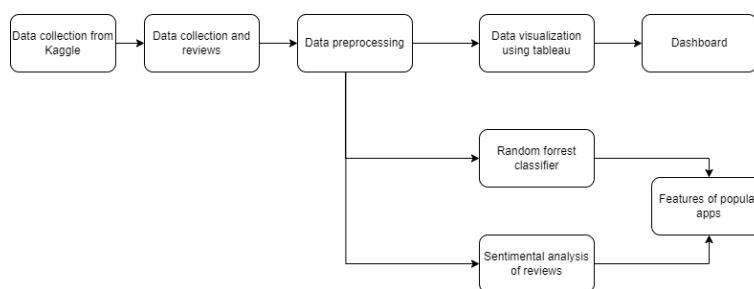 Data collection from
Kaggle
Data collection and
reviews
Data preprocessing
Data visualization
using tableau
Dashboard
Random forrest
classifier
Features of popula
apps
Sentimental analysis
of reviews